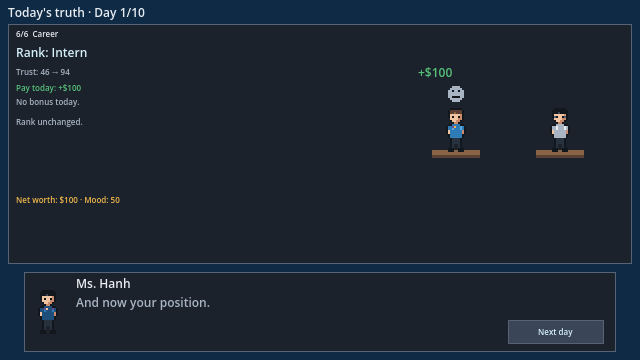 Today's truth · Day 1/10
6/6 Career
Rank: Intern
Trust: 46 → 94
Pay today: +$100
No bonus today.
Rank unchanged.
Net worth: $100 · Mood: 50
+$100
Ms. Hanh
And now your position.
Next day